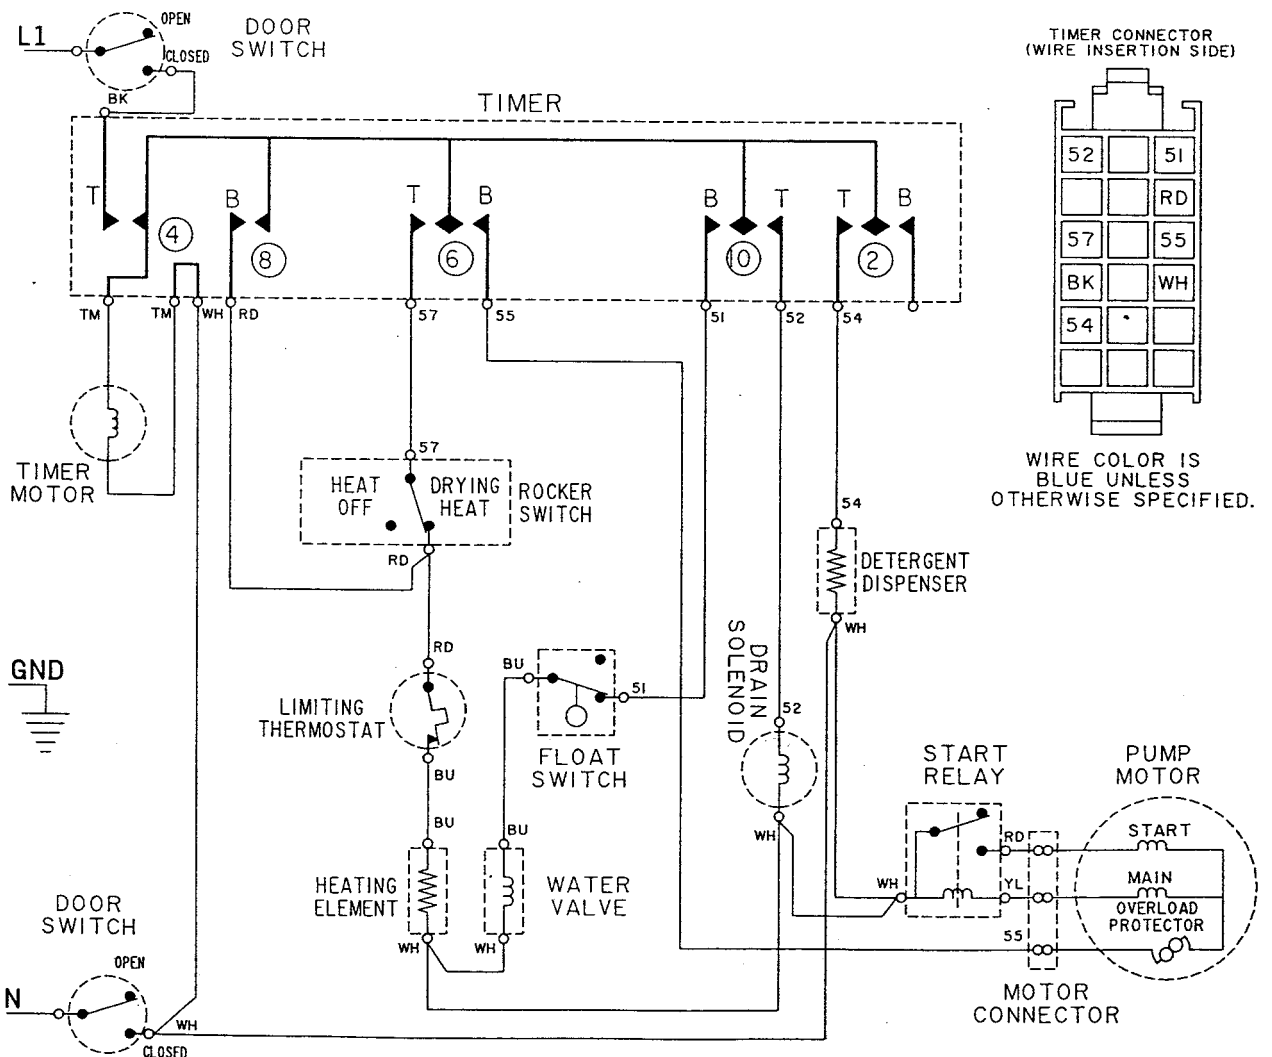 L1
OPEN
CLOSED
DOOR
SWITCH
BK
TIMER
TIMER CONNECTOR
(WIRE INSERTION SIDE)
52 51
RD
57 55
BK WH
54
WIRE COLOR IS
BLUE UNLESS
OTHERWISE SPECIFIED.
T B T B B T T B
4 8 6 10 2
TM TM WH RD 57 55 51 52 54
TIMER
MOTOR
57
HEAT
OFF
DRYING
HEAT
ROCKER
SWITCH
RD
54
DETERGENT
DISPENSER
WH
GND
RD
LIMITING
THERMOSTAT
BU
BU
51
FLOAT
SWITCH
DRAIN
SOLENOID
52
WH
START
RELAY
PUMP
MOTOR
BU
HEATING
ELEMENT
WH
BU
WATER
VALVE
WH
WH
RD
YL
55
START
MAIN
OVERLOAD
PROTECTOR
MOTOR
CONNECTOR
DOOR
SWITCH
OPEN
N
WH
CLOSED